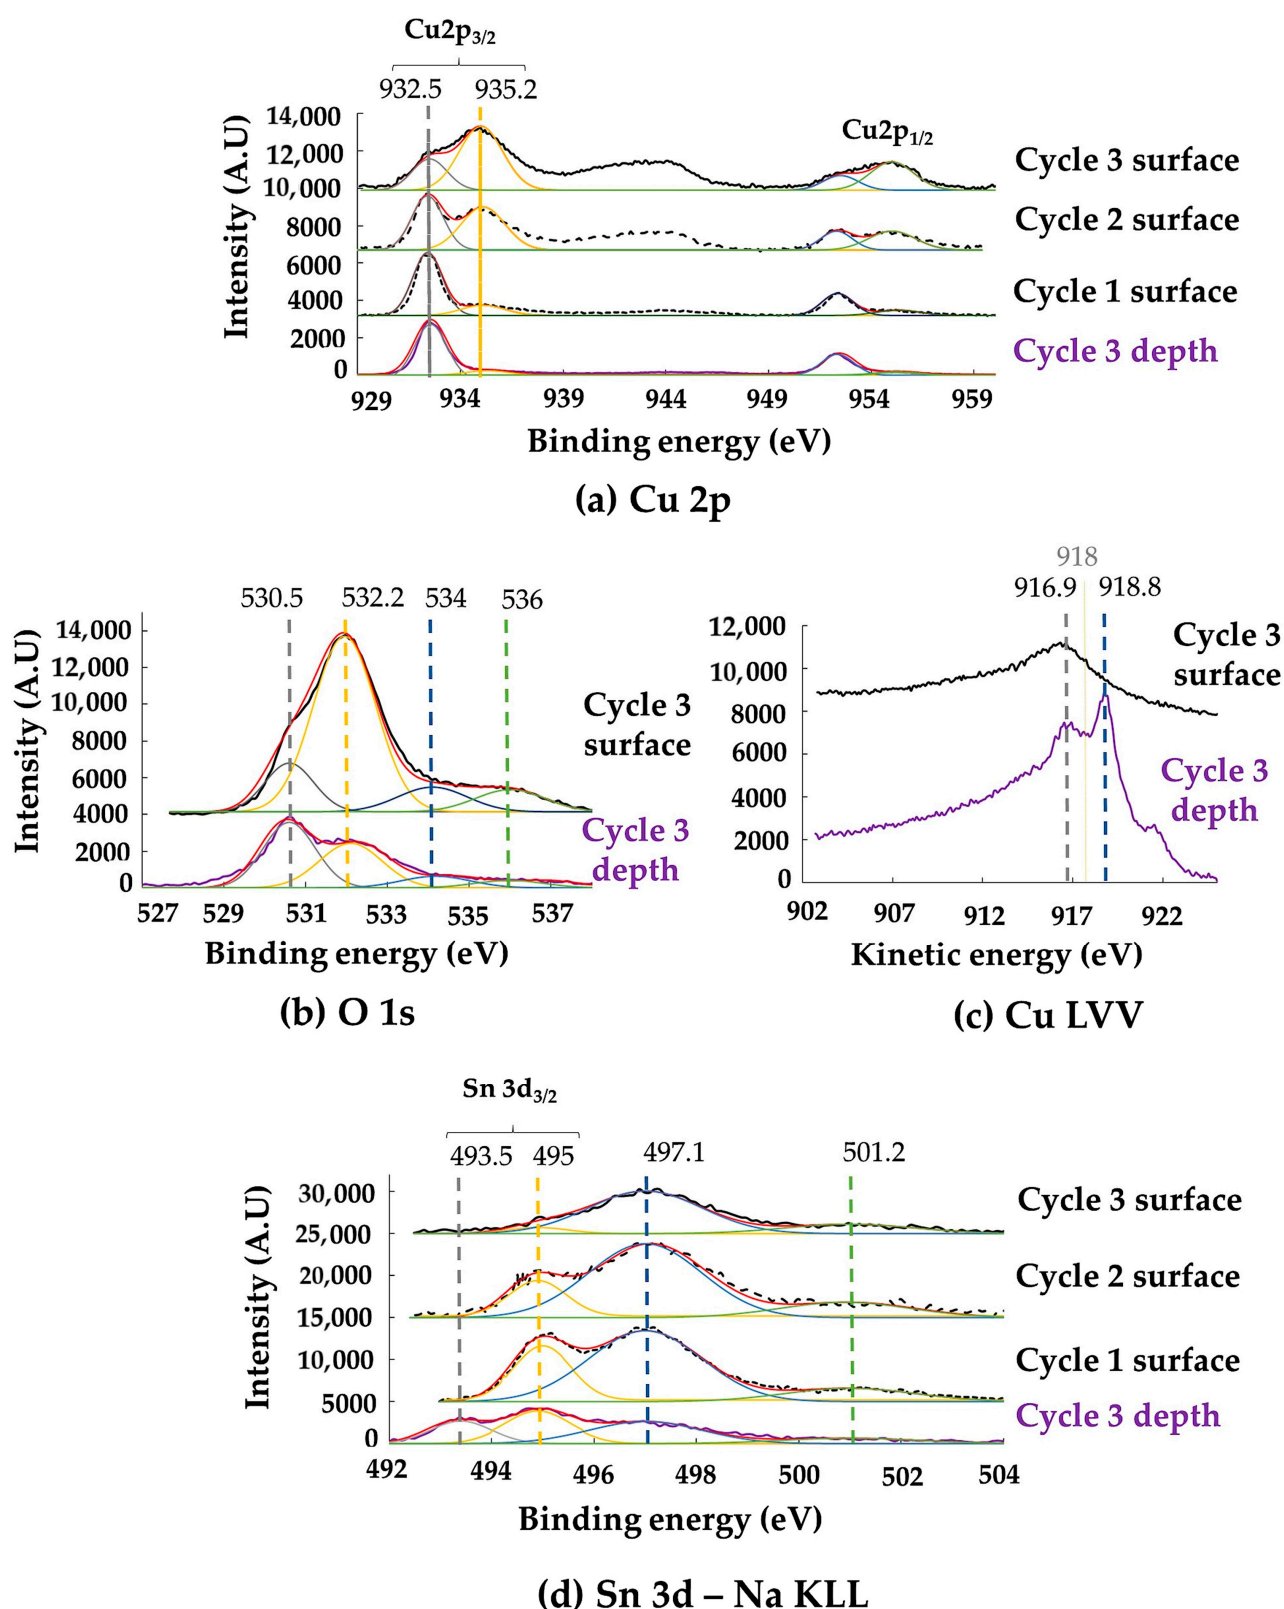 Cu2p3/2
932.5 935.2
Cu2p1/2
Intensity (A.U)
14,000
12,000
10,000
8000
6000
4000
2000
0
Cycle 3 surface
Cycle 2 surface
Cycle 1 surface
Cycle 3 depth
929 934 939 944 949 954 959
Binding energy (eV)
(a) Cu 2p
530.5 532.2 534 536
Intensity (A.U)
14,000
12,000
10,000
8000
6000
4000
2000
0
Cycle 3
surface
Cycle 3
depth
527 529 531 533 535 537
Binding energy (eV)
(b) O 1s
918
916.9 918.8
12,000
10,000
8000
6000
4000
2000
0
Cycle 3
surface
Cycle 3
depth
902 907 912 917 922
Kinetic energy (eV)
(c) Cu LVV
Sn 3d3/2
493.5 495 497.1 501.2
Intensity (A.U)
30,000
25,000
20,000
15,000
10,000
5000
0
Cycle 3 surface
Cycle 2 surface
Cycle 1 surface
Cycle 3 depth
492 494 496 498 500 502 504
Binding energy (eV)
(d) Sn 3d – Na KLL